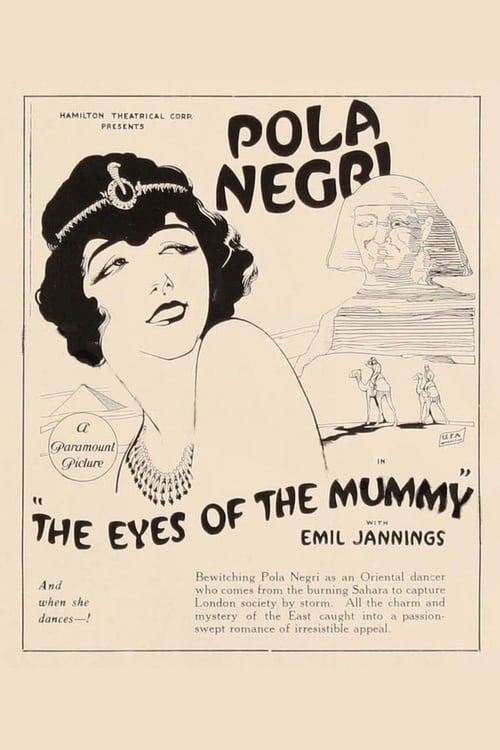 HAMILTON THEATRICAL CORP.
PRESENTS
POLA
NEGRI
A
Paramount
Picture
UFA
IN
"THE EYES OF THE MUMMY"
WITH
EMIL JANNINGS
And
when she
dances—!
Bewitching Pola Negri as an Oriental dancer
who comes from the burning Sahara to capture
London society by storm. All the charm and
mystery of the East caught into a passion-
swept romance of irresistible appeal.